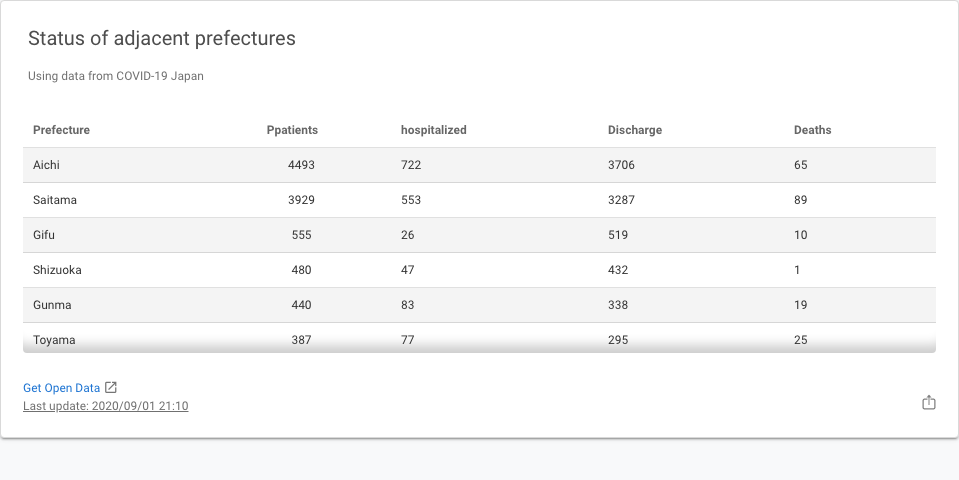 Status of adjacent prefectures
Using data from COVID-19 Japan
Prefecture Ppatients hospitalized Discharge Deaths
Aichi 4493 722 3706 65
Saitama 3929 553 3287 89
Gifu 555 26 519 10
Shizuoka 480 47 432 1
Gunma 440 83 338 19
Toyama 387 77 295 25
Get Open Data
Last update: 2020/09/01 21:10